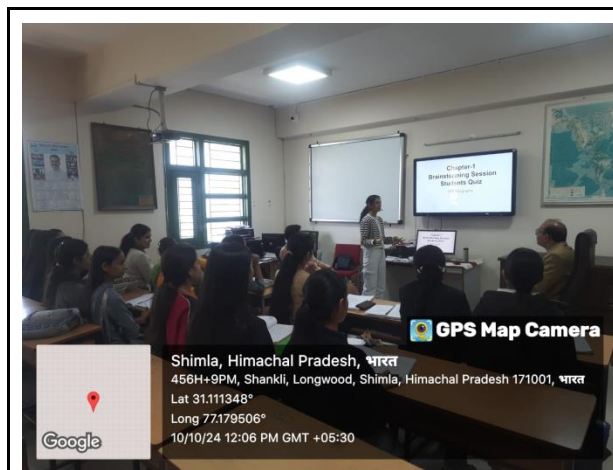 Chapter-1
Brainstorming Session
Students Quiz
GPS Map Camera
Shimla, Himachal Pradesh, भारत
456H+9PM, Shankli, Longwood, Shimla, Himachal Pradesh 171001, भारत
Lat 31.111348°
Long 77.179506°
10/10/24 12:06 PM GMT +05:30
Google